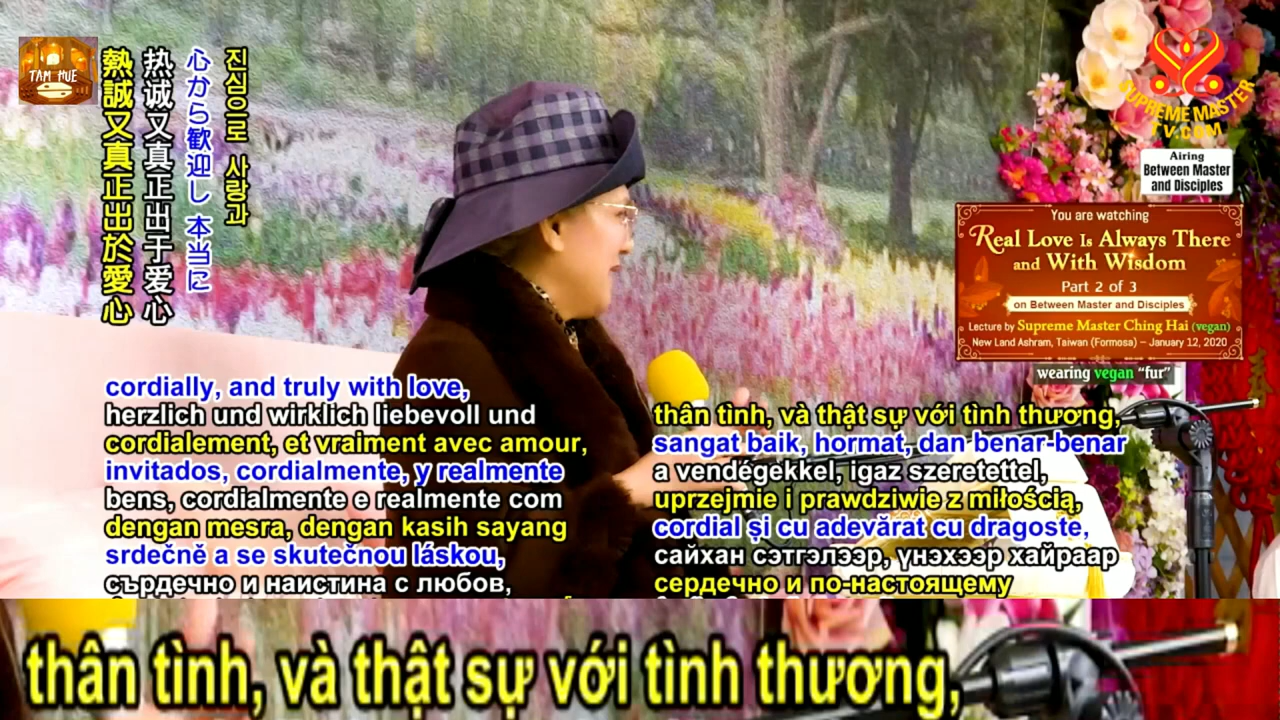 TAM HUE
熱誠又真正出於愛心
热诚又真正出于爱心
心から歓迎し 本当に
진심으로 사랑과
SUPREME MASTER
TV.COM
Airing
Between Master
and Disciples
You are watching
Real Love Is Always There
and With Wisdom
Part 2 of 3
on Between Master and Disciples
Lecture by Supreme Master Ching Hai (vegan)
New Land Ashram, Taiwan (Formosa) – January 12, 2020
wearing vegan “fur”
cordially, and truly with love,
herzlich und wirklich liebevoll und
cordialement, et vraiment avec amour,
invitados, cordialmente, y realmente
bens, cordialmente e realmente com
dengan mesra, dengan kasih sayang
srdečně a se skutečnou láskou,
сърдечно и наистина с любов,
thân tình, và thật sự với tình thương,
sangat baik, hormat, dan benar-benar
a vendégekkel, igaz szeretettel,
uprzejmie i prawdziwie z miłością,
cordial și cu adevărat cu dragoste,
сайхан сэтгэлээр, үнэхээр хайраар
сердечно и по-настоящему
thân tình, và thật sự với tình thương,